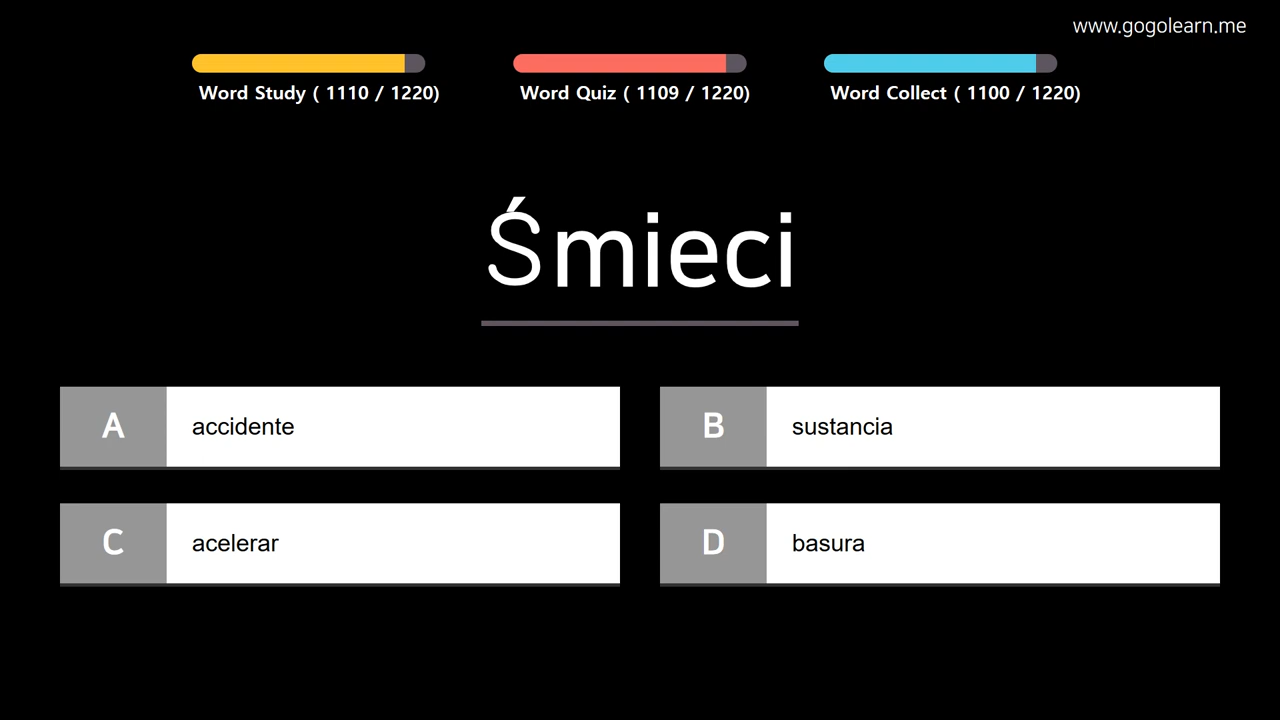 www.gogolearn.me
Word Study ( 1110 / 1220)
Word Quiz ( 1109 / 1220)
Word Collect ( 1100 / 1220)
Śmieci
A accidente
B sustancia
C acelerar
D basura